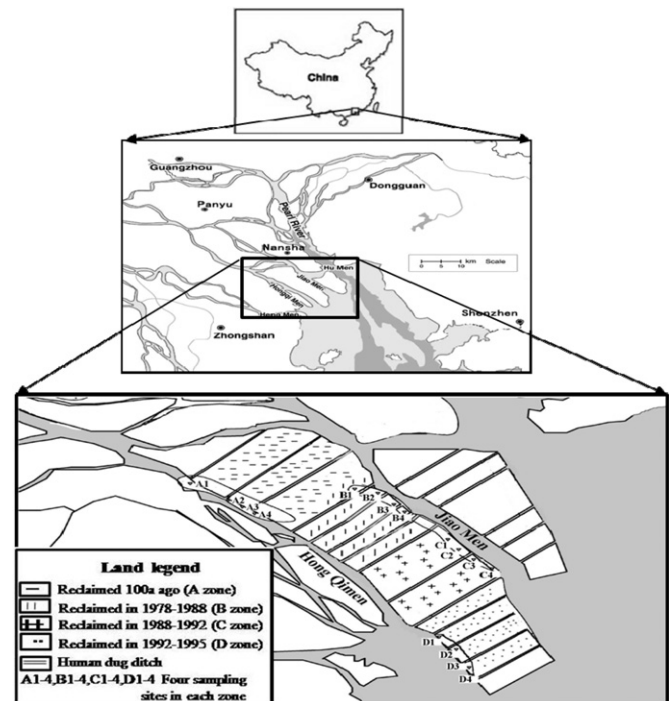 China
Guangzhou
Dongguan
Panyu
Pearl River
Nansha
0 5 10 km Scale
Hu Men
Jiao Men
Hongqi Men
Heng Men
Shenzhen
Zhongshan
A1
A2
A3
A4
B1
B2
B3
B4
Jiao Men
C1
C2
C3
C4
Hong Qimen
D1
D2
D3
D4
Land legend
Reclaimed 100a ago (A zone)
Reclaimed in 1978-1988 (B zone)
Reclaimed in 1988-1992 (C zone)
Reclaimed in 1992-1995 (D zone)
Human dug ditch
A1-4,B1-4,C1-4,D1-4 Four sampling
sites in each zone